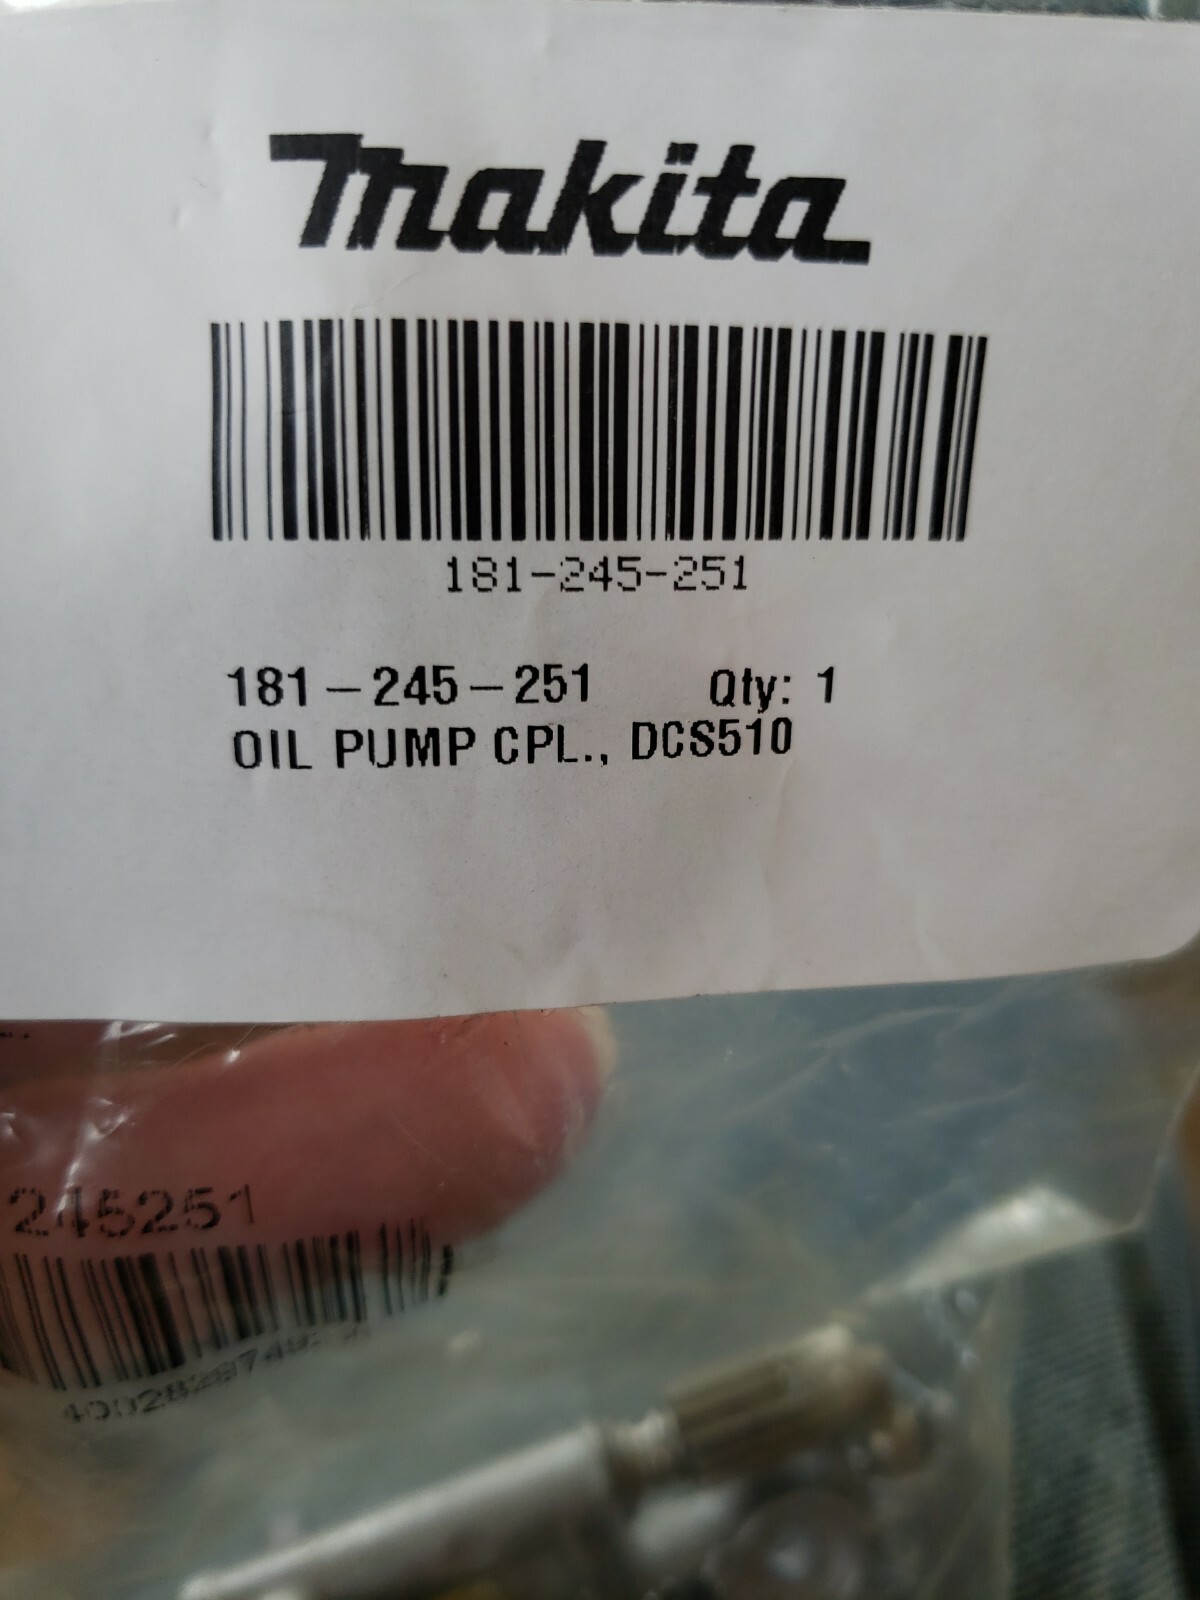 makita
181-245-251
181-245-251 Qty: 1
OIL PUMP CPL., DCS510
245251